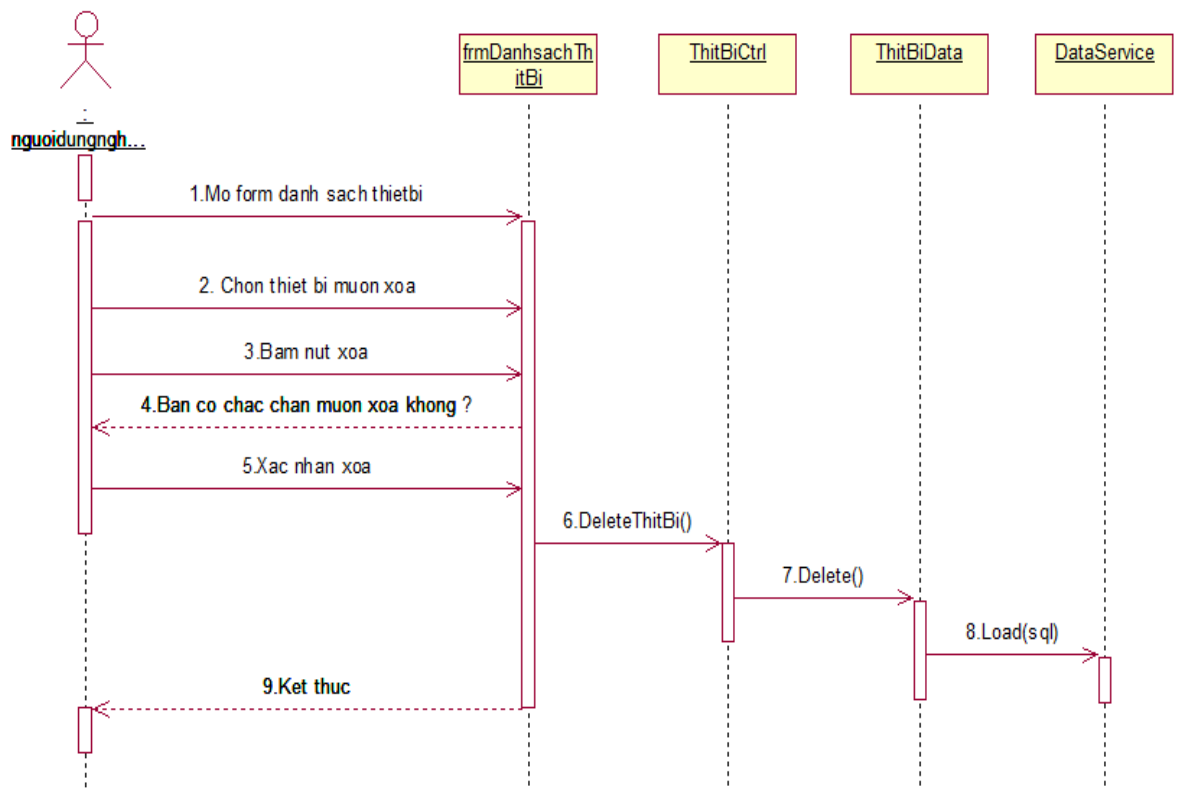 frmDanhsachTh
itBi
ThitBiCtrl
ThitBiData
DataService
:
nguoidungngh...
1.Mo form danh sach thietbi
2. Chon thiet bi muon xoa
3.Bam nut xoa
4.Ban co chac chan muon xoa khong ?
5.Xac nhan xoa
6.DeleteThitBi()
7.Delete()
8.Load(sql)
9.Ket thuc